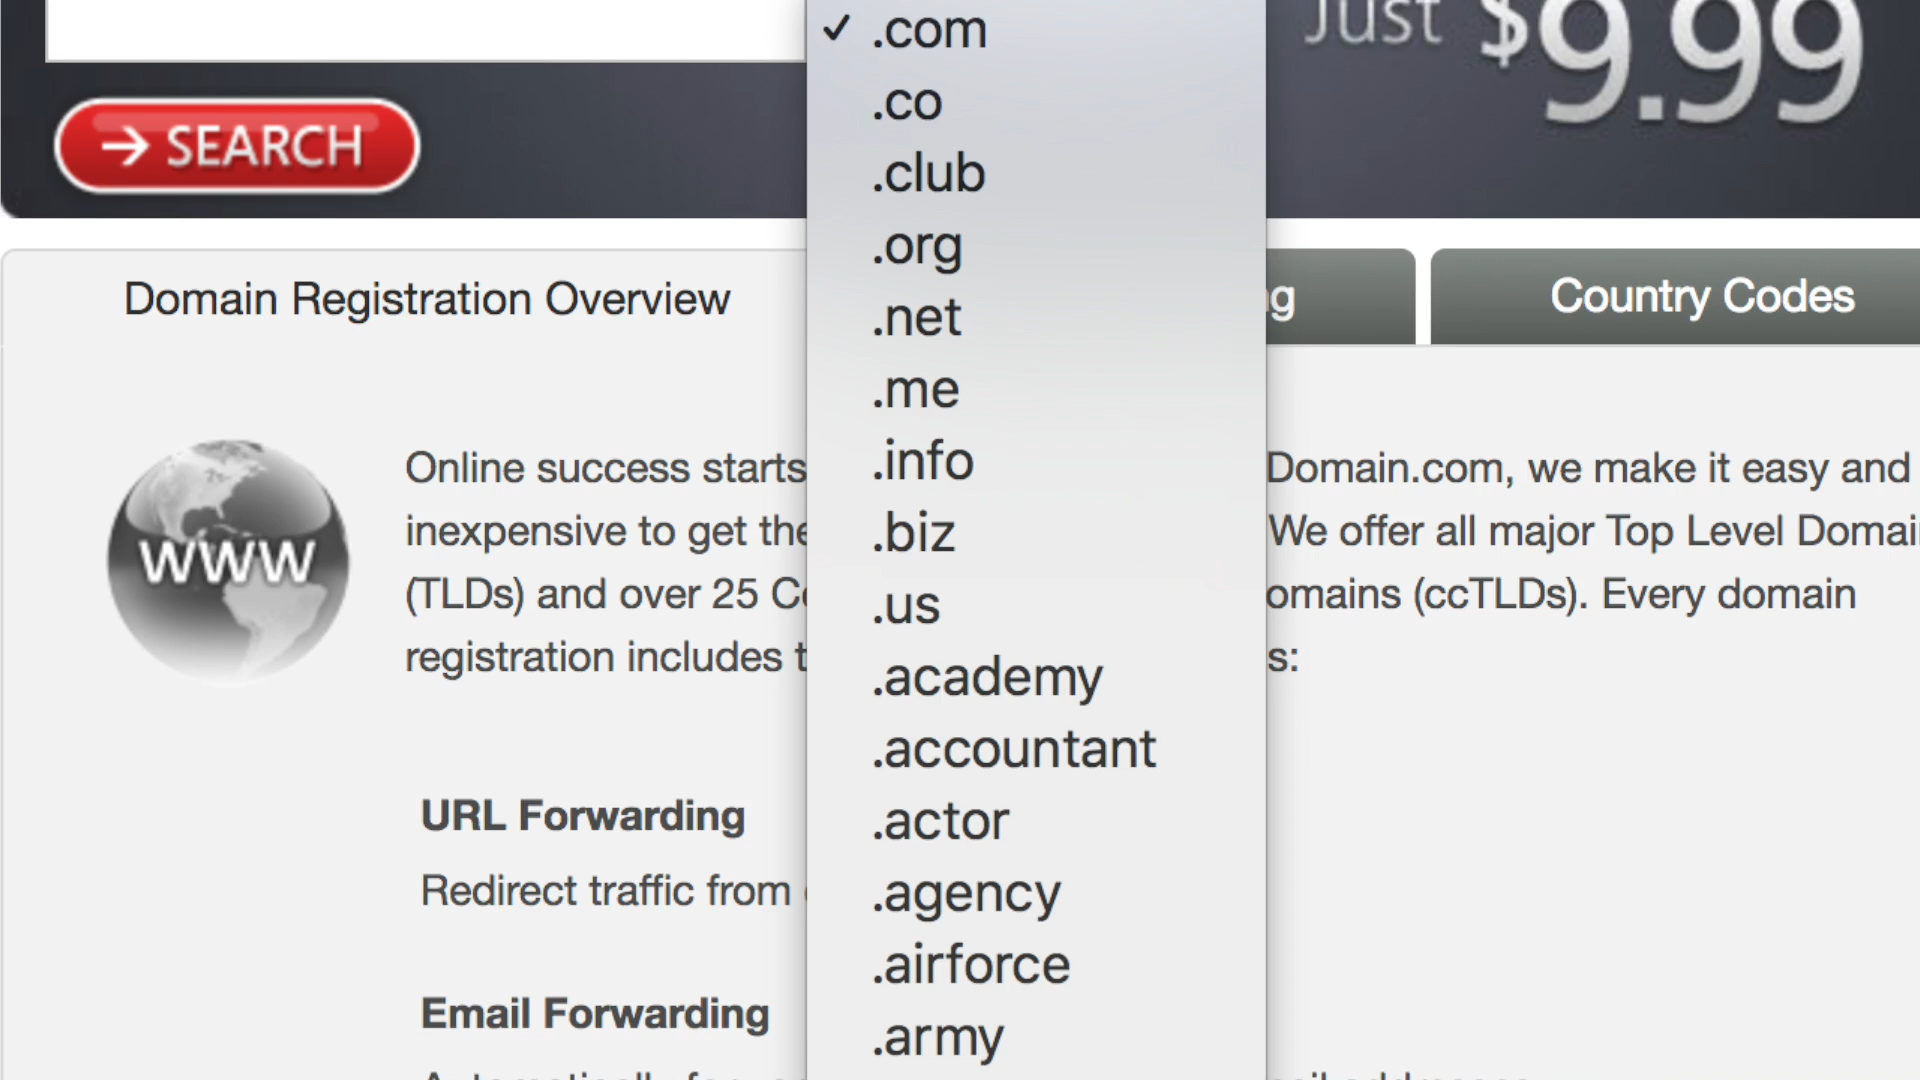 ✓ .com
Just $9.99
.co
→ SEARCH
.club
.org
Domain Registration Overview
Country Codes
.net
.me
Online success starts
.info
Domain.com, we make it easy and
inexpensive to get the
.biz
We offer all major Top Level
(TLDs) and over 25
.us
(ccTLDs). Every domain
WWW
registration includes
.academy
.accountant
URL Forwarding
.actor
Redirect traffic from
.agency
.airforce
Email Forwarding
.army